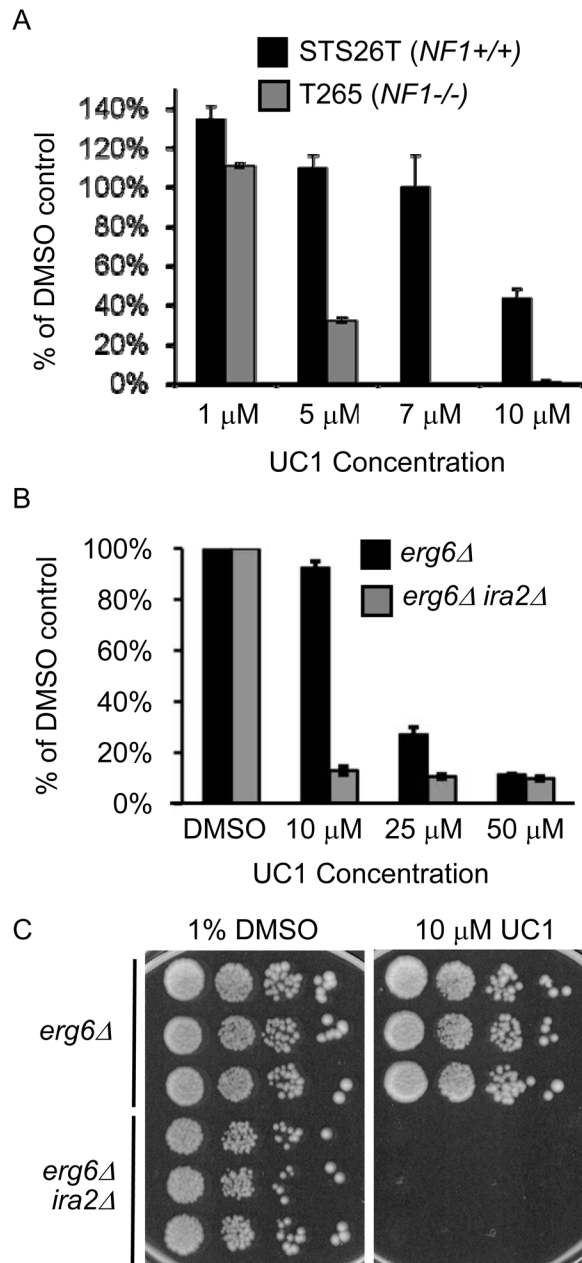 A
STS26T (NF1+/+)
T265 (NF1-/-)
% of DMSO control
140%
120%
100%
80%
60%
40%
20%
0%
1 μM 5 μM 7 μM 10 μM
UC1 Concentration
B
erg6Δ
erg6Δ ira2Δ
% of DMSO control
100%
80%
60%
40%
20%
0%
DMSO 10 μM 25 μM 50 μM
UC1 Concentration
C
1% DMSO 10 μM UC1
erg6Δ
erg6Δ
ira2Δ